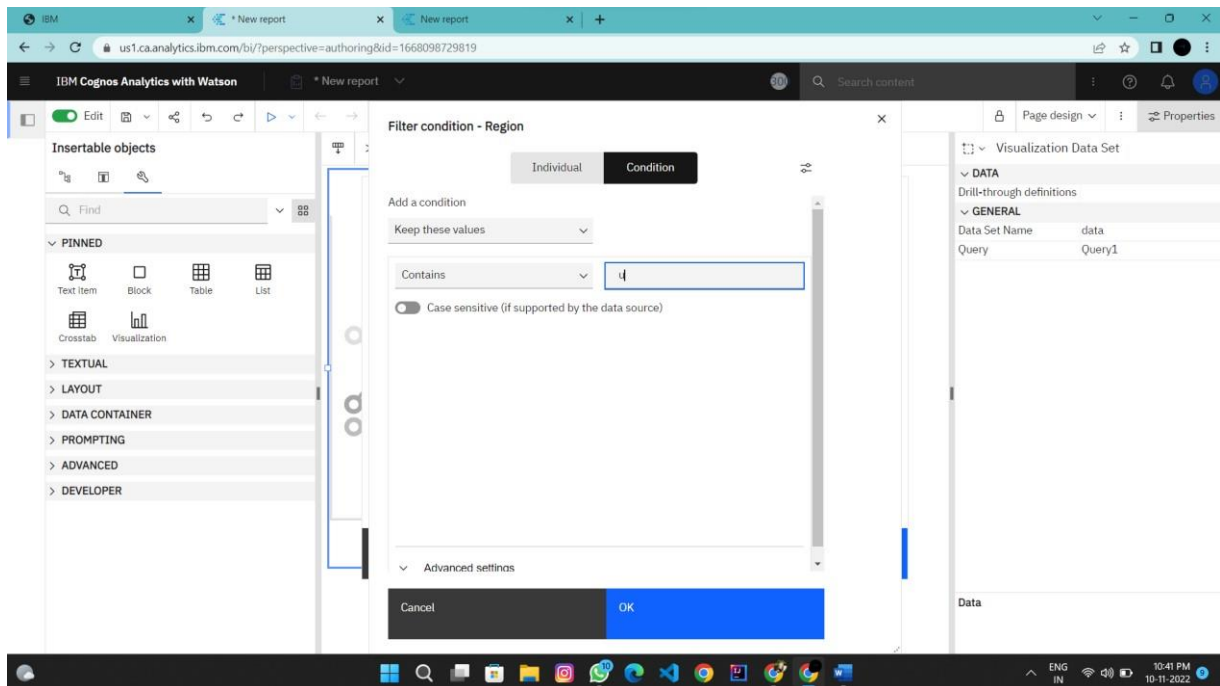 IBM
* New report
New report
us1.ca.analytics.ibm.com/bi/?perspective=authoring&id=1668098729819
IBM Cognos Analytics with Watson
* New report
30
Search content
Edit
Page design
Properties
Insertable objects
Find
PINNED
Text item Block Table List
Crosstab Visualization
TEXTUAL
LAYOUT
DATA CONTAINER
PROMPTING
ADVANCED
DEVELOPER
Filter condition - Region
Individual Condition
Add a condition
Keep these values
Contains u
Case sensitive (if supported by the data source)
Advanced settings
Cancel OK
Visualization Data Set
DATA
Drill-through definitions
GENERAL
Data Set Name data
Query Query1
Data
10
ENG
IN
10:41 PM
10-11-2022
9